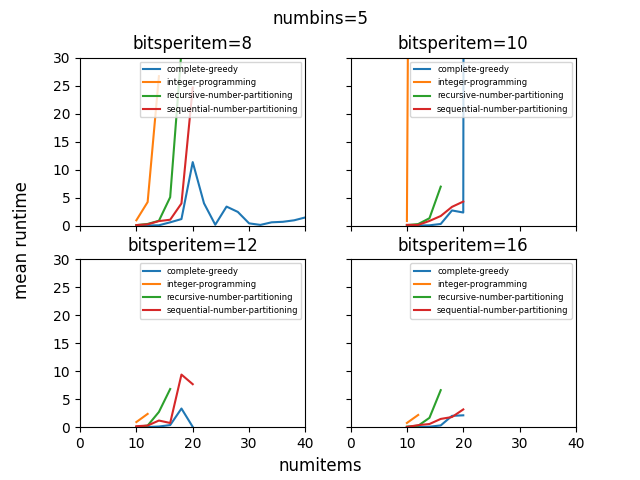 numbins=5
bitsperitem=8
bitsperitem=10
30
25
20
15
10
5
0
complete-greedy
integer-programming
recursive-number-partitioning
sequential-number-partitioning
complete-greedy
integer-programming
recursive-number-partitioning
sequential-number-partitioning
mean runtime
bitsperitem=12
bitsperitem=16
30
25
20
15
10
5
0
complete-greedy
integer-programming
recursive-number-partitioning
sequential-number-partitioning
complete-greedy
integer-programming
recursive-number-partitioning
sequential-number-partitioning
0 10 20 30 40
0 10 20 30 40
numitems